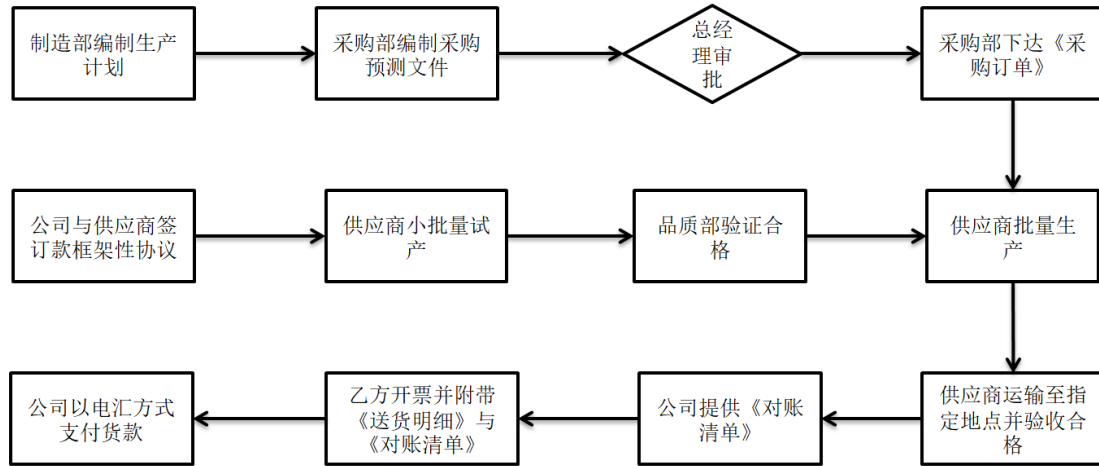 制造部编制生产
计划
采购部编制采购
预测文件
总经
理审
批
采购部下达《采
购订单》
公司与供应商签
订款框架性协议
供应商小批量试
产
品质部验证合
格
供应商批量生
产
公司以电汇方式
支付货款
乙方开票并附带
《送货明细》与
《对账清单》
公司提供《对账
清单》
供应商运输至指
定地点并验收合
格